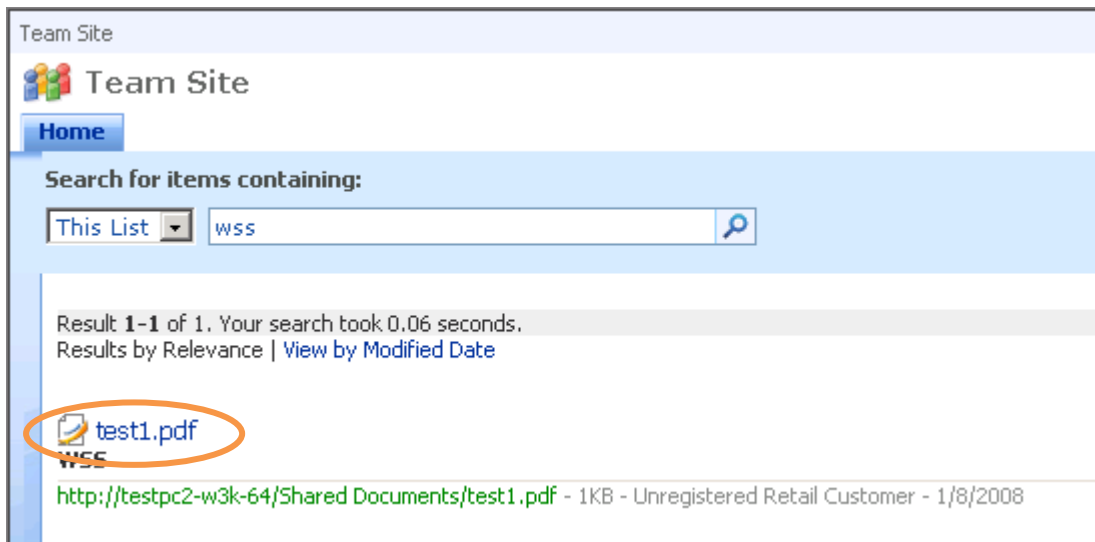 Team Site
Team Site
Home
Search for items containing:
This List wss
Result 1-1 of 1. Your search took 0.06 seconds.
Results by Relevance | View by Modified Date
test1.pdf
wss
http://testpc2-w3k-64/Shared Documents/test1.pdf - 1KB - Unregistered Retail Customer - 1/8/2008